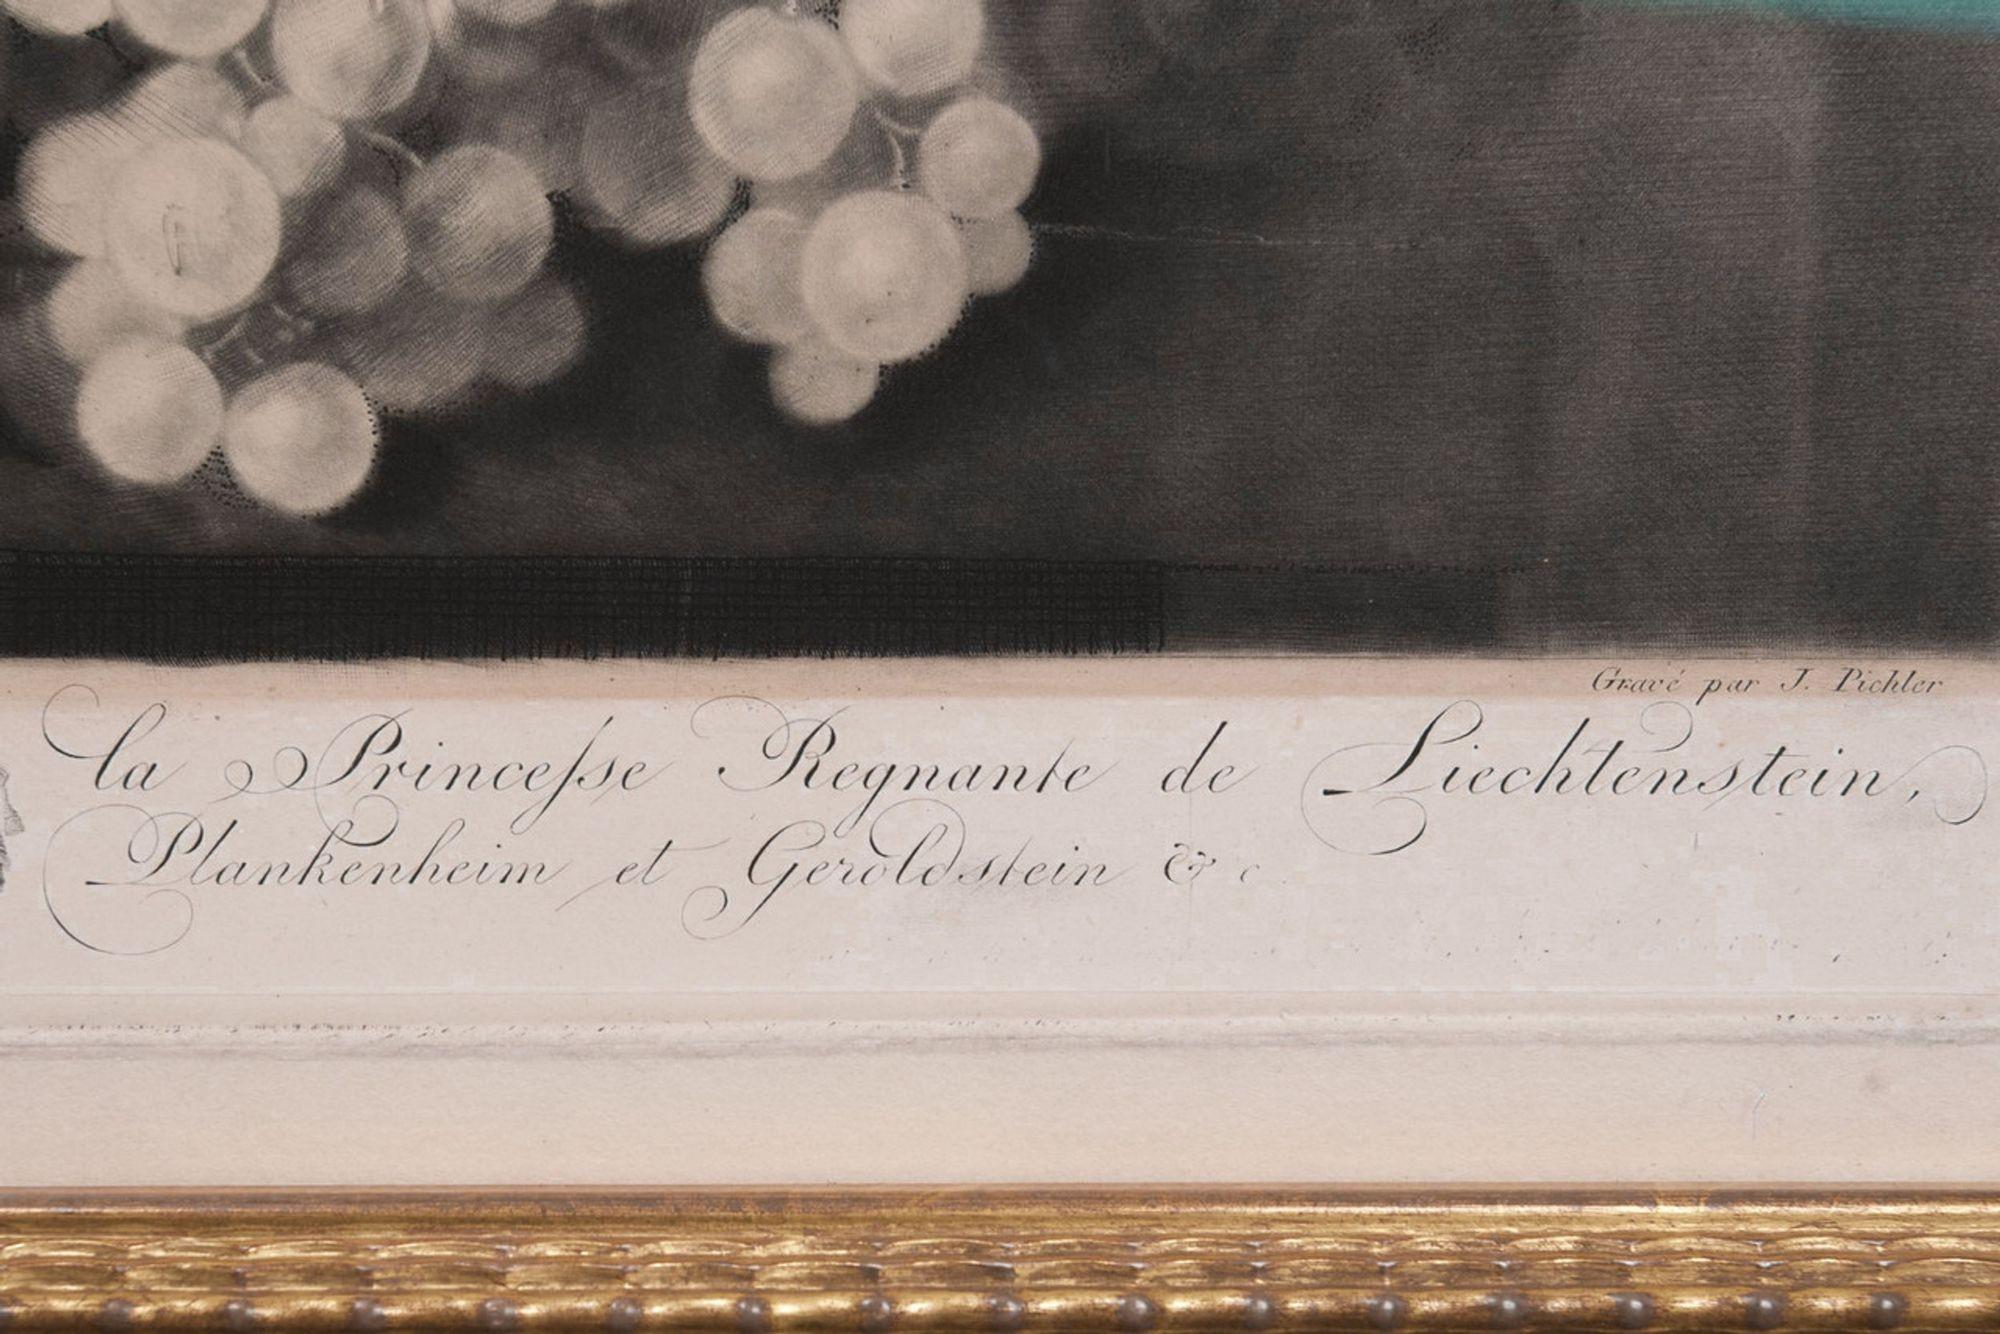 Gravé par J. Pichler
la Princeſse Regnante de Liechtenstein,
Plankenheim et Geroldstein & c